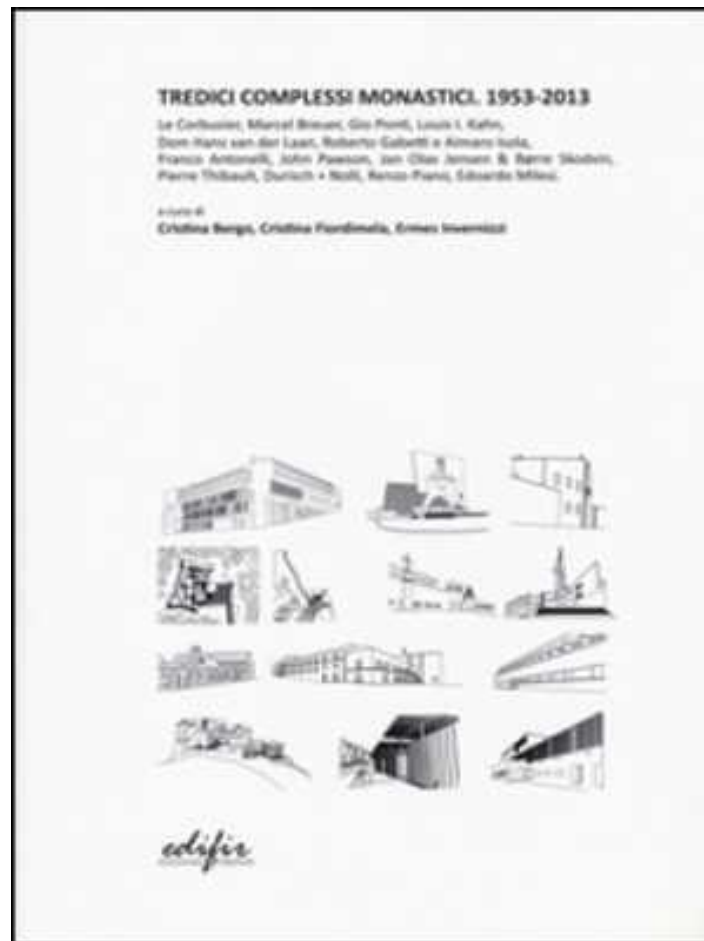 TREDICI COMPLESSI MONASTICI. 1953-2013
Le Corbusier, Marcel Breuer, Gio Ponti, Louis I. Kahn,
Dom Hans van der Laan, Roberto Gabetti e Aimaro Isola,
Franco Antonelli, John Pawson, Jan Olav Jensen & Børre Skodvin,
Pierre Thibault, Durisch + Nolli, Renzo Piano, Edoardo Milesi.
a cura di
Cristina Bergo, Cristina Fiordimela, Ermes Invernizzi
edifir